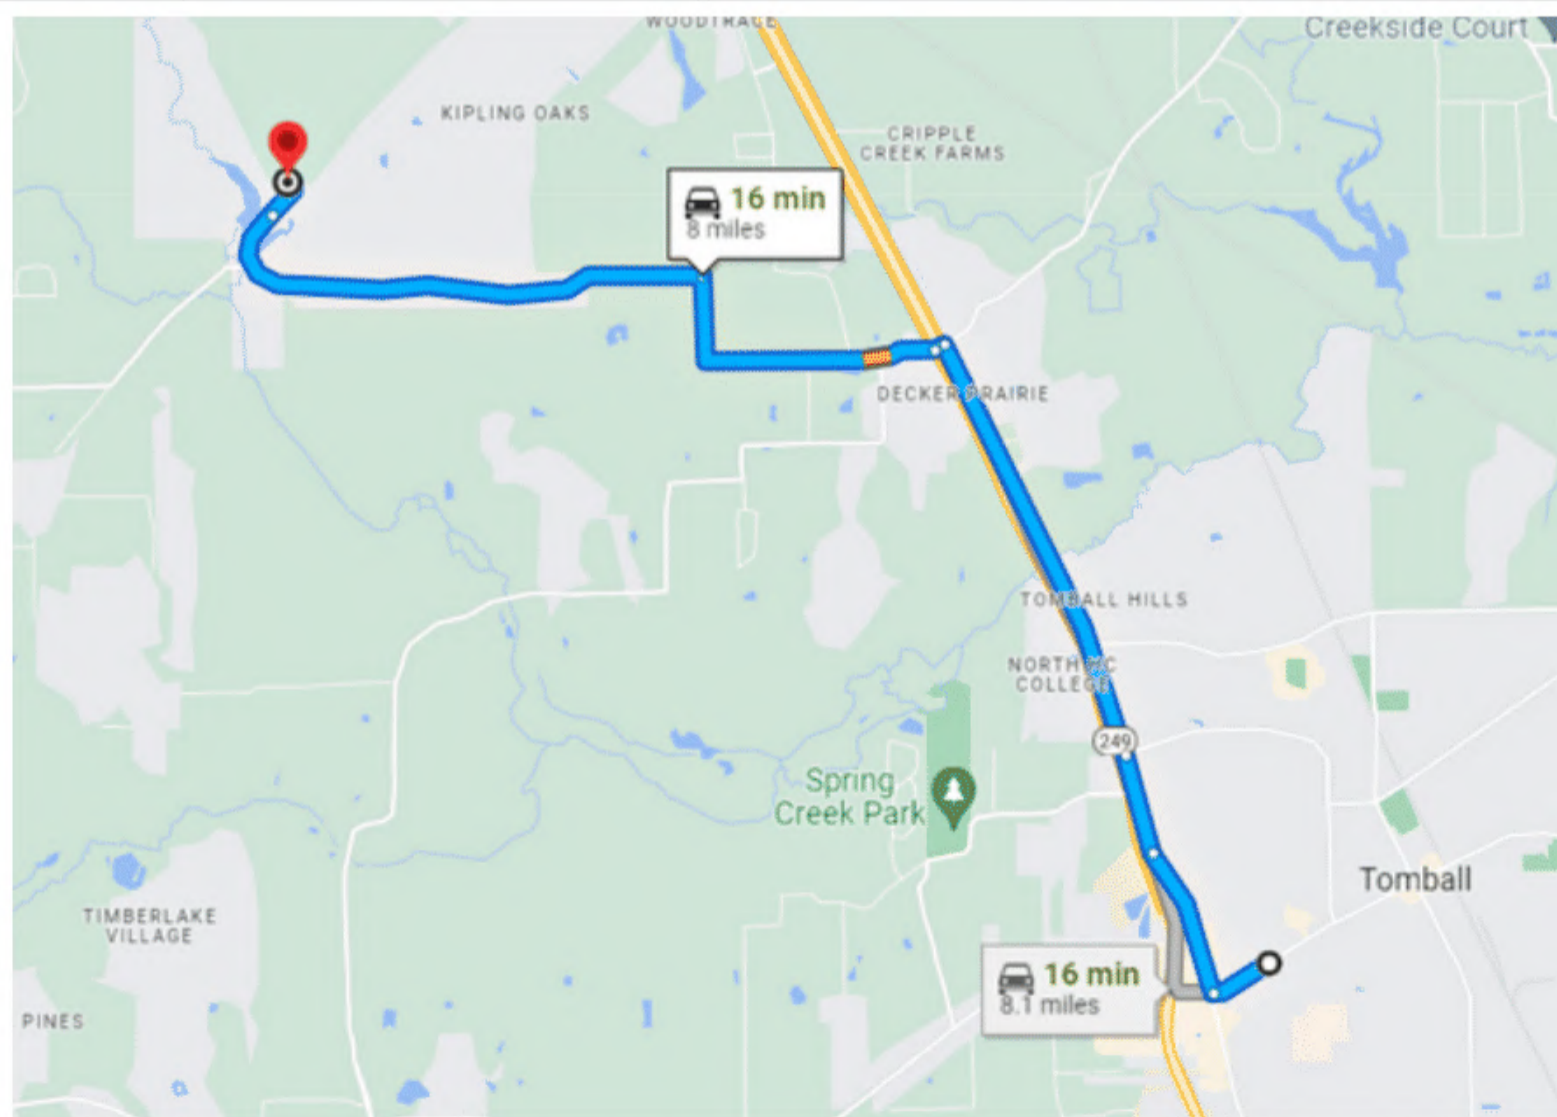 WOODTRACE
Creekside Court
KIPLING OAKS
CRIPPLE
CREEK FARMS
16 min
8 miles
DECKER PRAIRIE
TOMBALL HILLS
NORTH HC
COLLEGE
249
Spring
Creek Park
Tomball
TIMBERLAKE
VILLAGE
16 min
8.1 miles
PINES